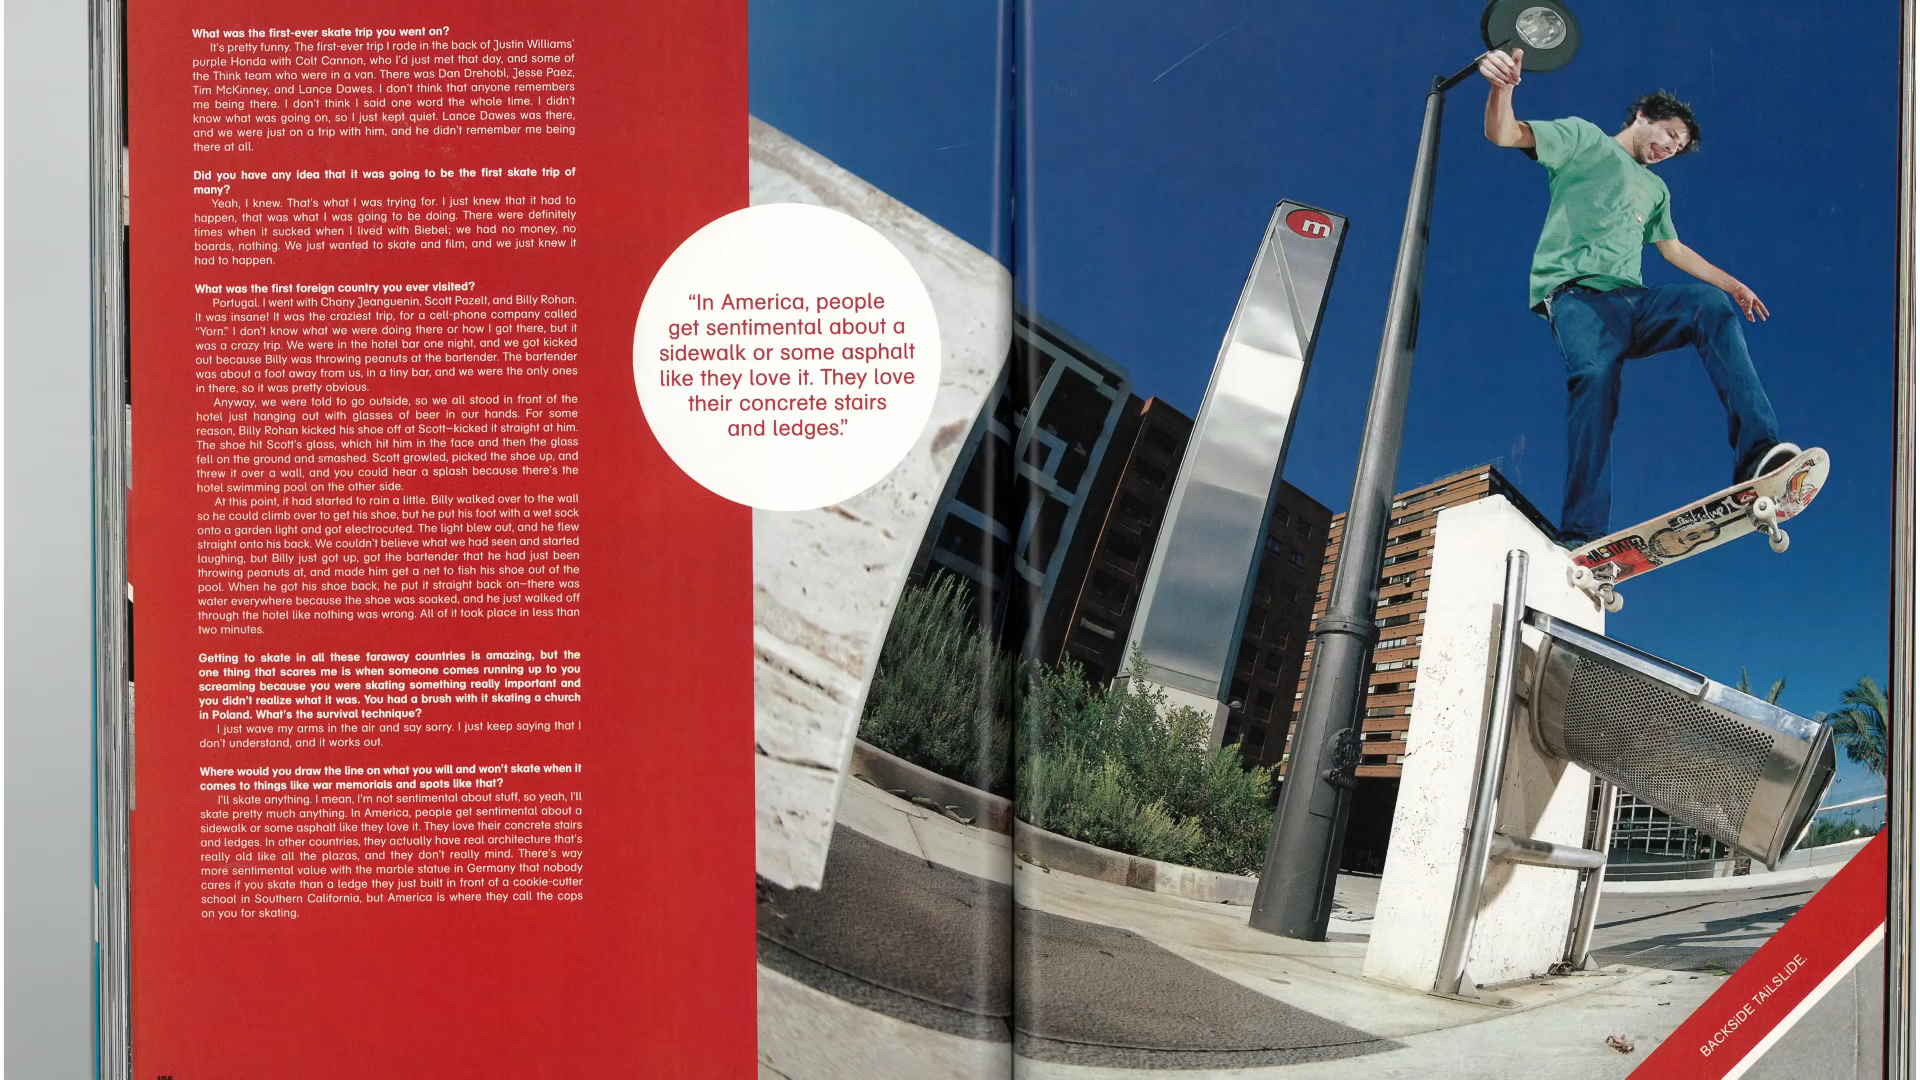 What was the first-ever skate trip you went on?
It's pretty funny. The first-ever trip I rode in the back of Justin Williams'
purple Honda with Colt Cannon, who I'd just met that day, and some of
the Think team who were in a van. There was Dan Drehobl, Jesse Paez,
Tim McKinney, and Lance Dawes. I don't think that anyone remembers
me being there. I don't think I said one word the whole time. I didn't
know what was going on, so I just kept quiet. Lance Dawes was there,
and we were just on a trip with him, and he didn't remember me being
there at all.
Did you have any idea that it was going to be the first skate trip of
many?
Yeah, I knew. That's what I was trying for. I just knew that it had to
happen, that was what I was going to be doing. There were definitely
times when it sucked when I lived with Biebel; we had no money, no
boards, nothing. We just wanted to skate and film, and we just knew it
had to happen.
What was the first foreign country you ever visited?
Portugal. I went with Chany Jeanguenin, Scott Pazelt, and Billy Rohan.
It was insane! It was the craziest trip, for a cell-phone company called
“Yorn.” I don't know what we were doing there or how I got there, but it
was a crazy trip. We were in the hotel bar one night, and we got kicked
out because Billy was throwing peanuts at the bartender. The bartender
was about a foot away from us, in a tiny bar, and we were the only ones
in there, so it was pretty obvious.
Anyway, we were told to go outside, so we all stood in front of the
hotel just hanging out with glasses of beer in our hands. For some
reason, Billy Rohan kicked his shoe off at Scott—kicked it straight at him.
The shoe hit Scott's glass, which hit him in the face and then the glass
fell on the ground and smashed. Scott growled, picked the shoe up, and
threw it over a wall, and you could hear a splash because there's the
hotel swimming pool on the other side.
At this point, it had started to rain a little. Billy walked over to the wall
so he could climb over to get his shoe, but he put his foot with a wet sock
onto a garden light and got electrocuted. The light blew out, and he flew
straight onto his back. We couldn't believe what we had seen and started
laughing, but Billy just got up, got the bartender that he had just been
throwing peanuts at, and made him get a net to fish his shoe out of the
pool. When he got his shoe back, he put it straight back on—there was
water everywhere because the shoe was soaked, and he just walked off
through the hotel like nothing was wrong. All of it took place in less than
two minutes.
Getting to skate in all these faraway countries is amazing, but the
one thing that scares me is when someone comes running up to you
screaming because you were skating something really important and
you didn't realize what it was. You had a brush with it skating a church
in Poland. What's the survival technique?
I just wave my arms in the air and say sorry. I just keep saying that I
don't understand, and it works out.
Where would you draw the line on what you will and won't skate when it
comes to things like war memorials and spots like that?
I'll skate anything. I mean, I'm not sentimental about stuff, so yeah, I'll
skate pretty much anything. In America, people get sentimental about a
sidewalk or some asphalt like they love it. They love their concrete stairs
and ledges. In other countries, they actually have real architecture that's
really old like all the plazas, and they don't really mind. There's way
more sentimental value with the marble statue in Germany that nobody
cares if you skate than a ledge they just built in front of a cookie-cutter
school in Southern California, but America is where they call the cops
on you for skating.
“In America, people
get sentimental about a
sidewalk or some asphalt
like they love it. They love
their concrete stairs
and ledges.”
m
BACKSiDE TAiLSLiDE.